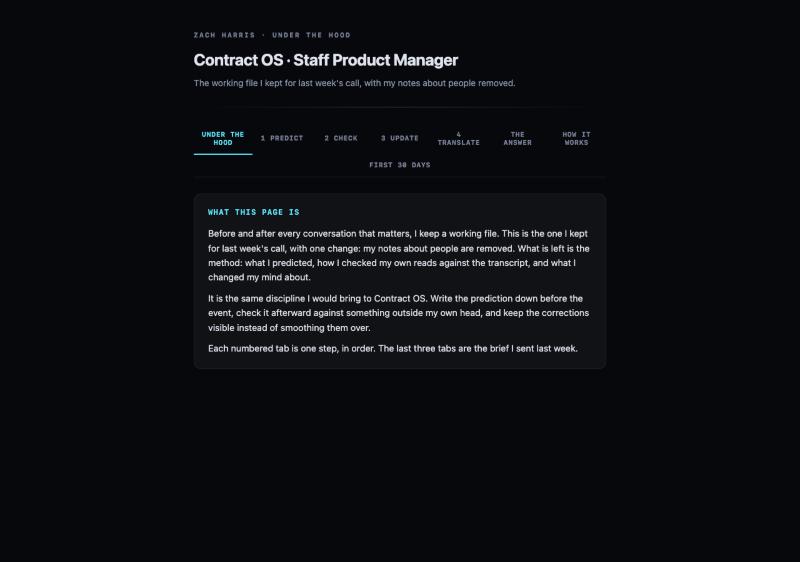 ZACH HARRIS · UNDER THE HOOD
Contract OS · Staff Product Manager
The working file I kept for last week's call, with my notes about people removed.
UNDER THE HOOD
1 PREDICT
2 CHECK
3 UPDATE
4 TRANSLATE
THE ANSWER
HOW IT WORKS
FIRST 30 DAYS
WHAT THIS PAGE IS
Before and after every conversation that matters, I keep a working file. This is the one I kept
for last week's call, with one change: my notes about people are removed. What is left is the
method: what I predicted, how I checked my own reads against the transcript, and what I
changed my mind about.
It is the same discipline I would bring to Contract OS. Write the prediction down before the
event, check it afterward against something outside my own head, and keep the corrections
visible instead of smoothing them over.
Each numbered tab is one step, in order. The last three tabs are the brief I sent last week.